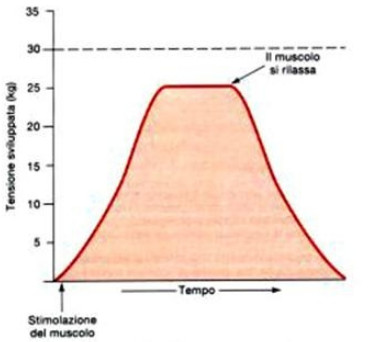 35
30
25
20
15
10
5
Tensione sviluppata (kg)
Il muscolo
si rilassa
Tempo
Stimolazione
del muscolo